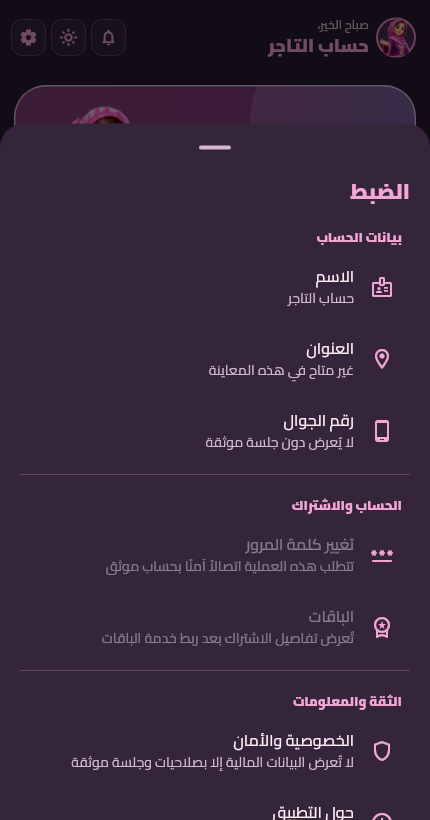 صباح الخير،
حساب التاجر
الضبط
بيانات الحساب
الاسم
حساب التاجر
العنوان
غير متاح في هذه المعاينة
رقم الجوال
لا يُعرض دون جلسة موثقة
الحساب والاشتراك
تغيير كلمة المرور
تتطلب هذه العملية اتصالًا آمنًا بحساب موثق
الباقات
تُعرض تفاصيل الاشتراك بعد ربط خدمة الباقات
الثقة والمعلومات
الخصوصية والأمان
لا تُعرض البيانات المالية إلا بصلاحيات وجلسة موثقة
حول التطبيق